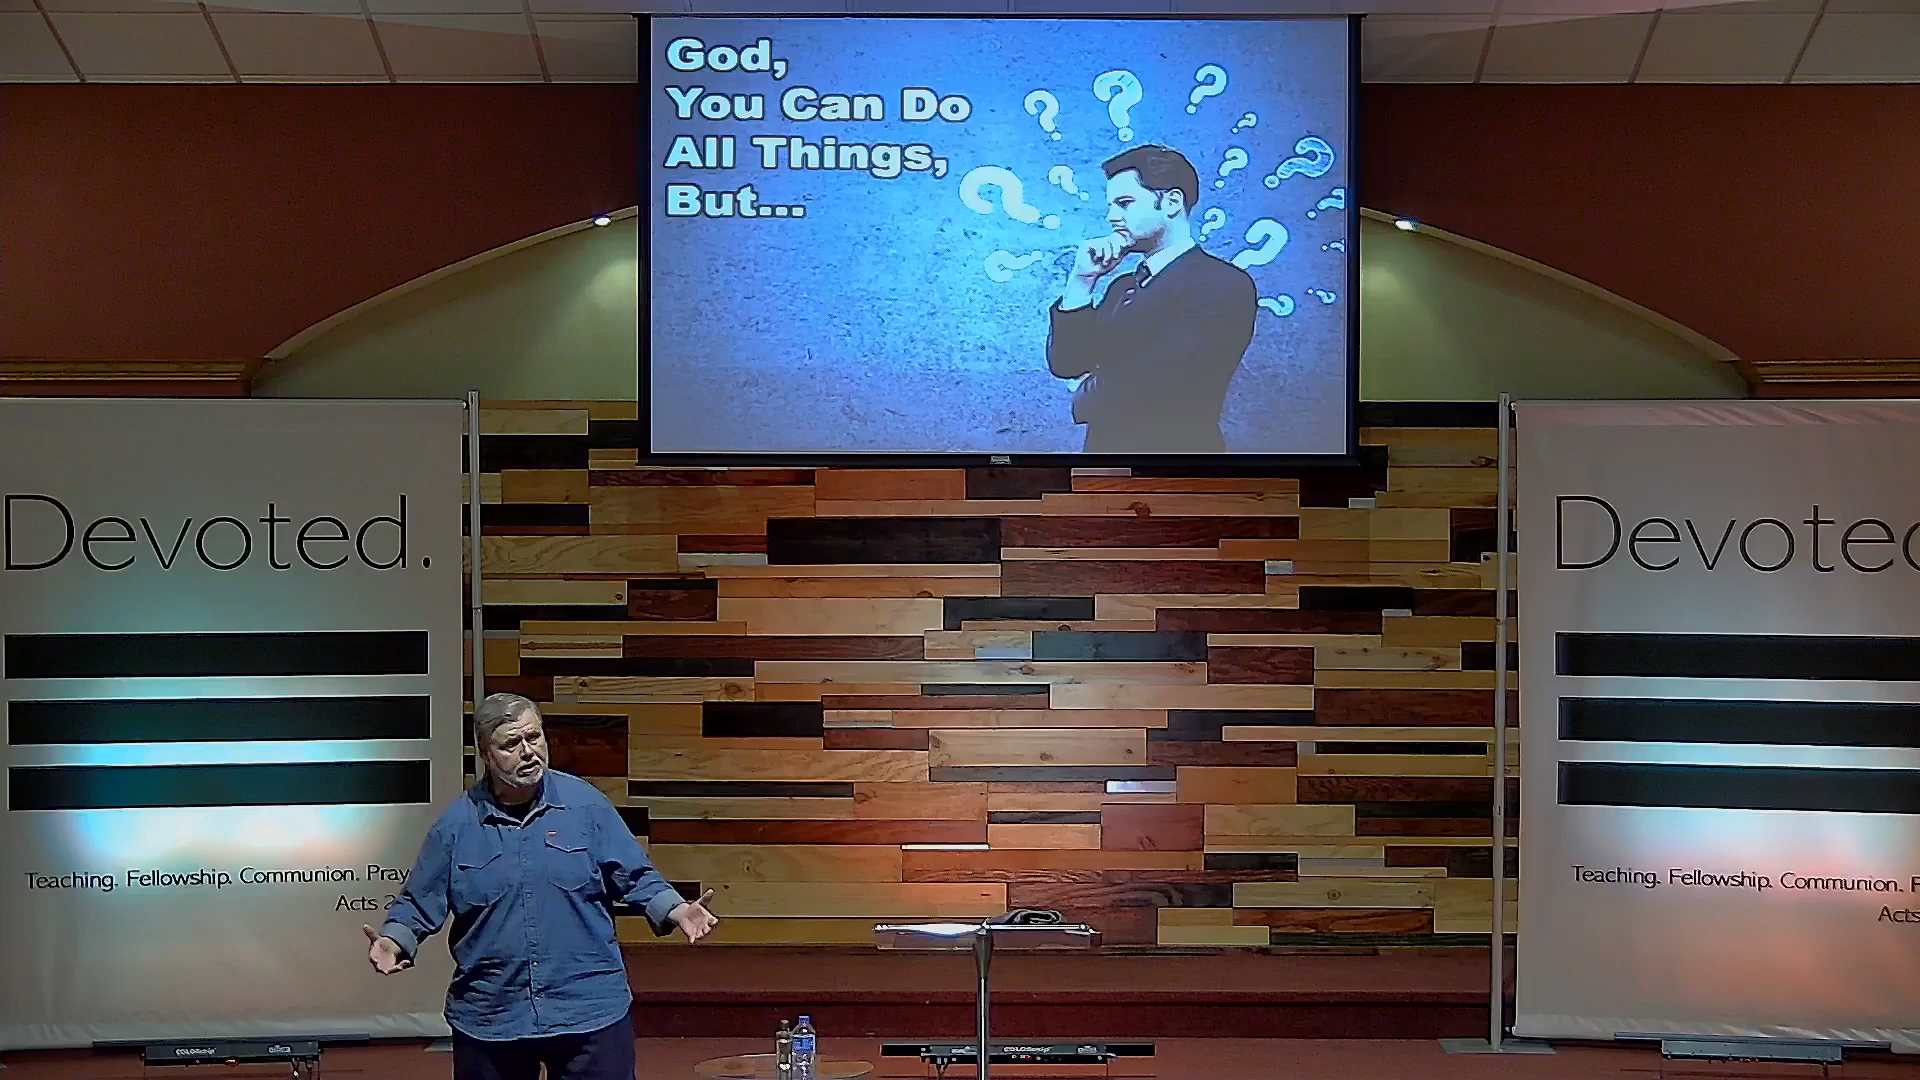 God,
You Can Do
All Things,
But...
Devoted.
Teaching. Fellowship. Communion. Pray
Acts 2
Devoted
Teaching. Fellowship. Communion. P
Acts